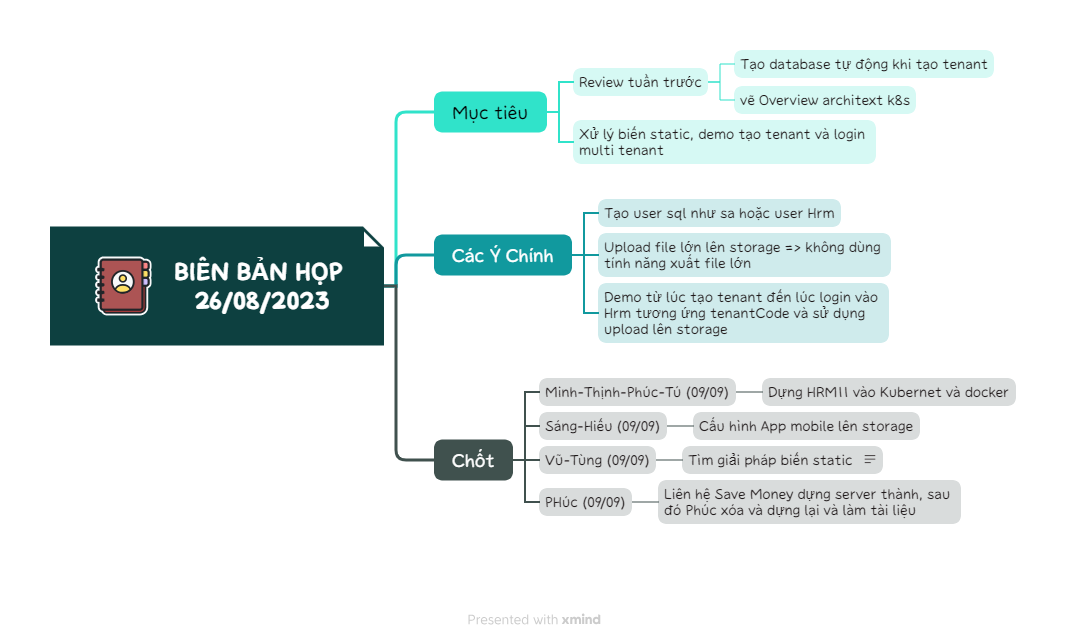 BIÊN BẢN HỌP
26/08/2023
Mục tiêu
Review tuần trước
Tạo database tự động khi tạo tenant
vẽ Overview architext k8s
Xử lý biến static, demo tạo tenant và login
multi tenant
Các Ý Chính
Tạo user sql như sa hoặc user Hrm
Upload file lớn lên storage => không dùng
tính năng xuất file lớn
Demo từ lúc tạo tenant đến lúc login vào
Hrm tương ứng tenantCode và sử dụng
upload lên storage
Chốt
Minh-Thịnh-Phúc-Tú (09/09)
Dựng HRM11 vào Kubernet và docker
Sáng-Hiếu (09/09)
Cấu hình App mobile lên storage
Vũ-Tùng (09/09)
Tìm giải pháp biến static
PHúc (09/09)
Liên hệ Save Money dựng server thành, sau
đó Phúc xóa và dựng lại và làm tài liệu
Presented with xmind